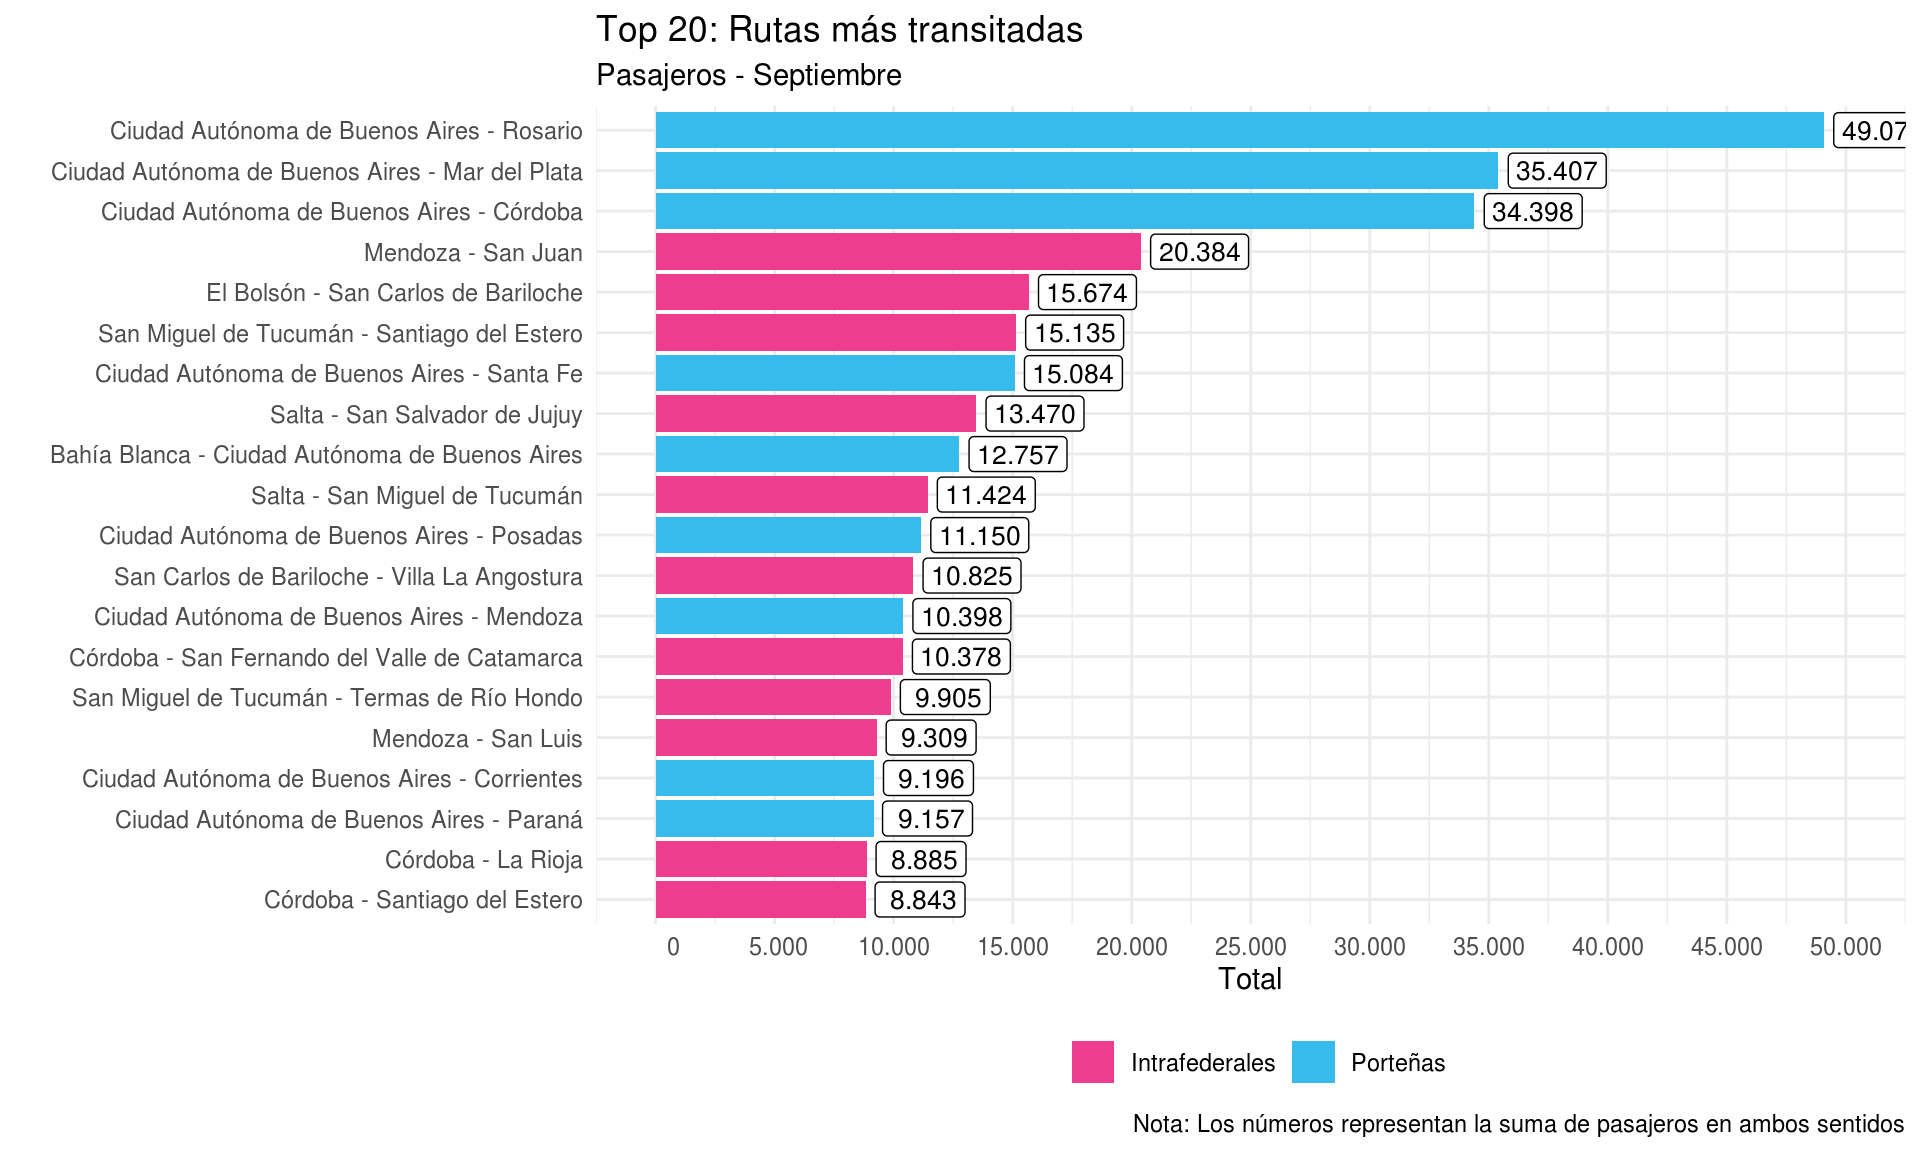 Top 20: Rutas más transitadas
Pasajeros - Septiembre
Ciudad Autónoma de Buenos Aires - Rosario 49.07
Ciudad Autónoma de Buenos Aires - Mar del Plata 35.407
Ciudad Autónoma de Buenos Aires - Córdoba 34.398
Mendoza - San Juan 20.384
El Bolsón - San Carlos de Bariloche 15.674
San Miguel de Tucumán - Santiago del Estero 15.135
Ciudad Autónoma de Buenos Aires - Santa Fe 15.084
Salta - San Salvador de Jujuy 13.470
Bahía Blanca - Ciudad Autónoma de Buenos Aires 12.757
Salta - San Miguel de Tucumán 11.424
Ciudad Autónoma de Buenos Aires - Posadas 11.150
San Carlos de Bariloche - Villa La Angostura 10.825
Ciudad Autónoma de Buenos Aires - Mendoza 10.398
Córdoba - San Fernando del Valle de Catamarca 10.378
San Miguel de Tucumán - Termas de Río Hondo 9.905
Mendoza - San Luis 9.309
Ciudad Autónoma de Buenos Aires - Corrientes 9.196
Ciudad Autónoma de Buenos Aires - Paraná 9.157
Córdoba - La Rioja 8.885
Córdoba - Santiago del Estero 8.843
0 5.000 10.000 15.000 20.000 25.000 30.000 35.000 40.000 45.000 50.000
Total
Intrafederales Porteñas
Nota: Los números representan la suma de pasajeros en ambos sentidos